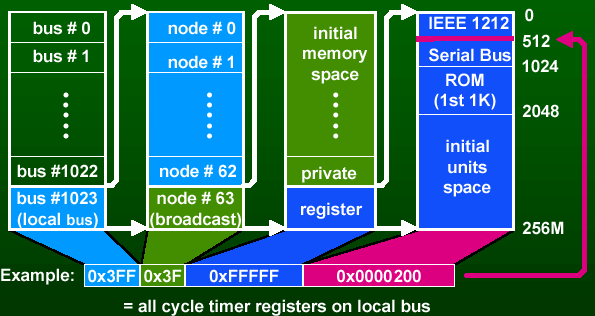 bus # 0
bus # 1
bus #1022
bus #1023
(local bus)
node # 0
node # 1
node # 62
node # 63
(broadcast)
initial
memory
space
private
register
IEEE 1212
Serial Bus
ROM
(1st 1K)
initial
units
space
0
512
1024
2048
256M
Example: 0x3FF 0x3F 0xFFFFF 0x0000200
= all cycle timer registers on local bus